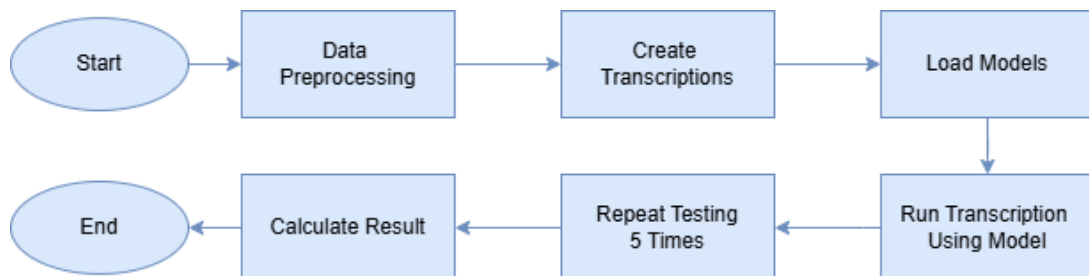 Start
Data
Preprocessing
Create
Transcriptions
Load Models
Run Transcription
Using Model
Repeat Testing
5 Times
Calculate Result
End